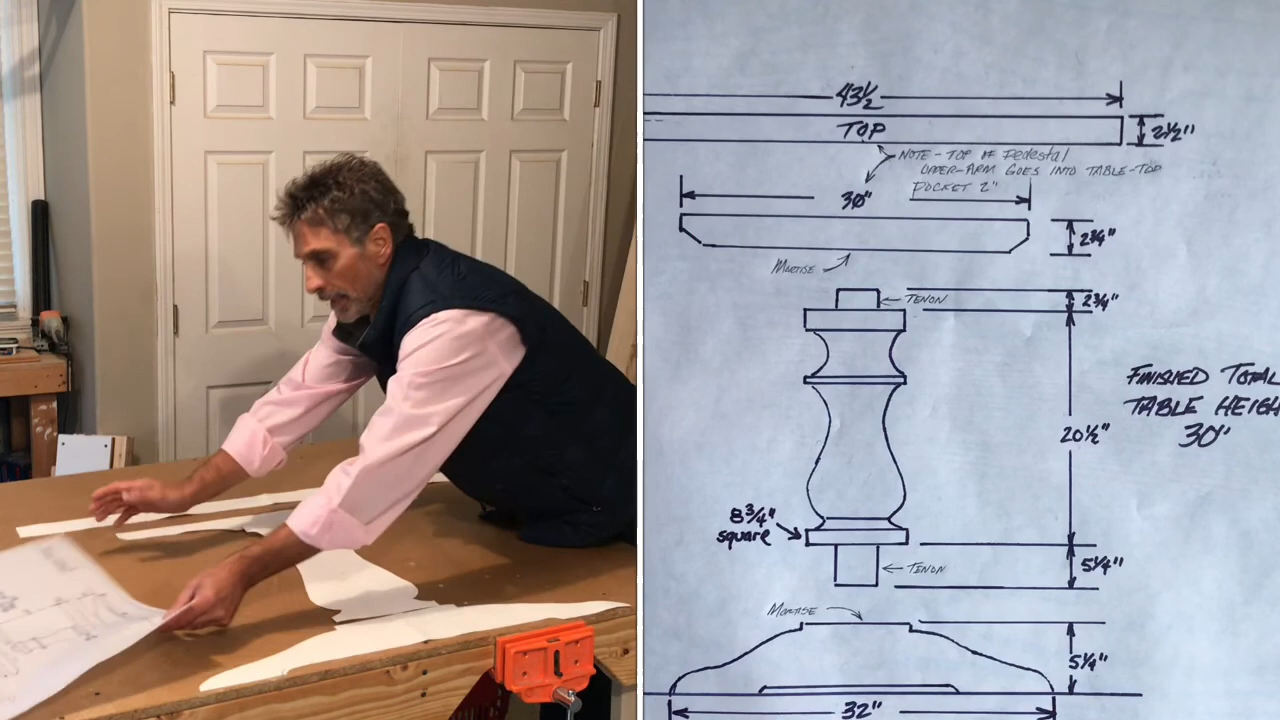 43½
TOP
2½"
NOTE - TOP OF Pedestal
UPPER-ARM GOES INTO TABLE-TOP
POCKET 2"
30"
2¾"
MORTISE
TENON
2¾"
FINISHED TOTAL
TABLE HEIGH
30"
20½"
8¾"
square
TENON
5¼"
MORTISE
5¼"
32"